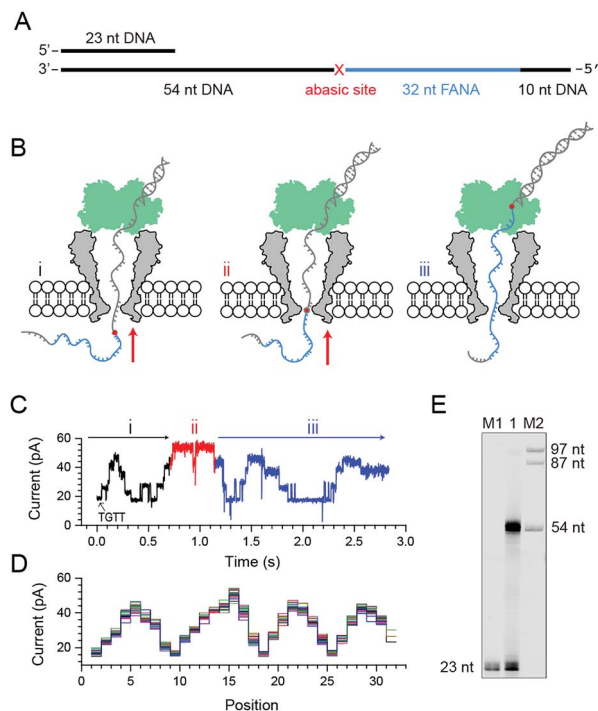 A
23 nt DNA
5'
3'
-5'
X
54 nt DNA
abasic site
32 nt FANA
10 nt DNA
B
i
ii
iii
C
i
ii
iii
60
40
20
0
Current (pA)
TGTT
0.0
0.5
1.0
1.5
2.0
2.5
3.0
Time (s)
D
60
40
20
Current (pA)
0
5
10
15
20
25
30
Position
E
M1 1 M2
97 nt
87 nt
54 nt
23 nt